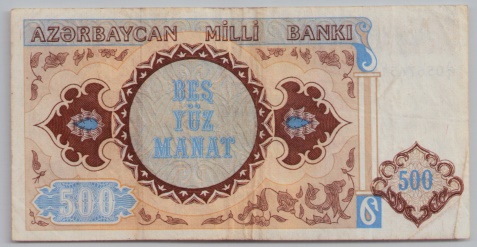 AZƏRBAYCAN MİLLİ BANKI
BEŞ
YÜZ
MANAT
500
500